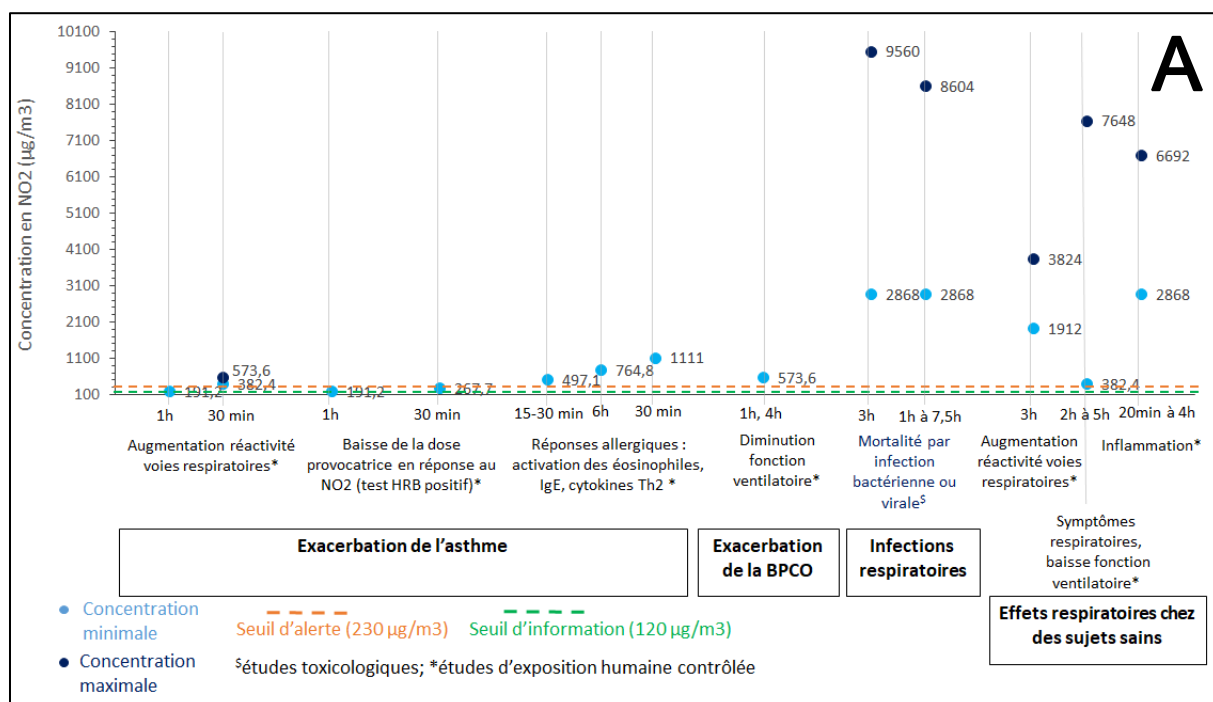 A
Concentration en NO2 (µg/m3)
10100
9100
8100
7100
6100
5100
4100
3100
2100
1100
100
191,2
573,6
382,4
191,2
267,7
497,1
764,8
1111
573,6
9560
2868
8604
2868
3824
1912
7648
382,4
6692
2868
1h
30 min
1h
30 min
15-30 min
6h
30 min
1h, 4h
3h
1h à 7,5h
3h
2h à 5h
20min à 4h
Augmentation réactivité
voies respiratoires*
Baisse de la dose
provocatrice en réponse au
NO2 (test HRB positif)*
Réponses allergiques :
activation des éosinophiles,
IgE, cytokines Th2 *
Diminution
fonction
ventilatoire*
Mortalité par
infection
bactérienne ou
virale$
Augmentation
réactivité voies
respiratoires*
Inflammation*
Symptômes
respiratoires,
baisse fonction
ventilatoire*
Exacerbation de l'asthme
Exacerbation
de la BPCO
Infections
respiratoires
Effets respiratoires chez
des sujets sains
Concentration
minimale
Seuil d'alerte (230 µg/m3)
Seuil d'information (120 µg/m3)
Concentration
maximale
$études toxicologiques; *études d'exposition humaine contrôlée